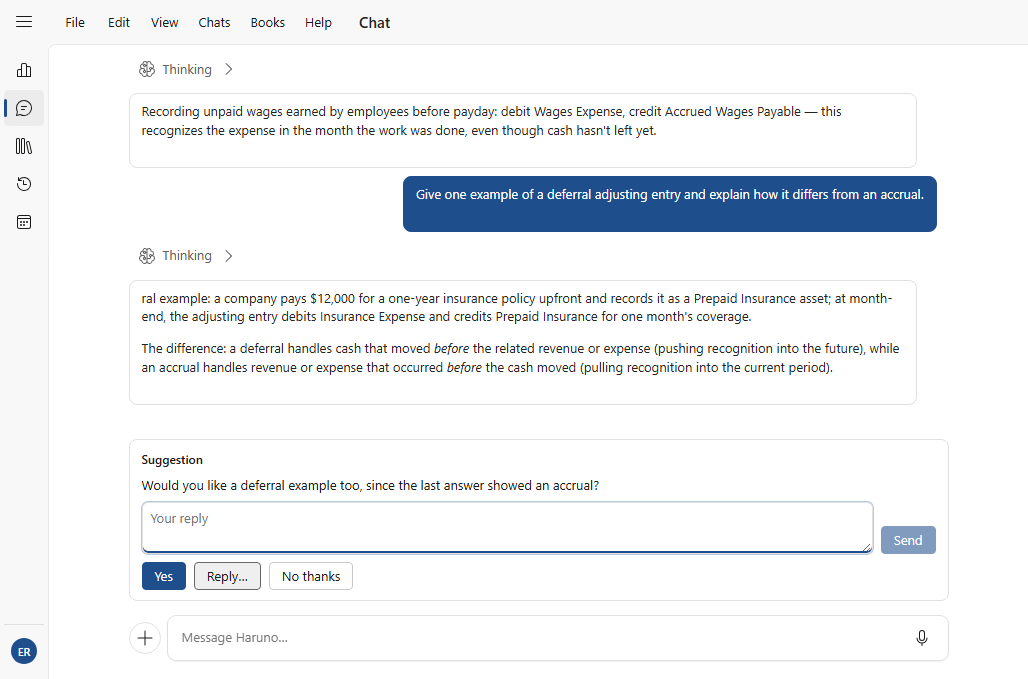 File Edit View Chats Books Help Chat
Thinking
Recording unpaid wages earned by employees before payday: debit Wages Expense, credit Accrued Wages Payable — this
recognizes the expense in the month the work was done, even though cash hasn't left yet.
Give one example of a deferral adjusting entry and explain how it differs from an accrual.
Thinking
ral example: a company pays $12,000 for a one-year insurance policy upfront and records it as a Prepaid Insurance asset; at month-
end, the adjusting entry debits Insurance Expense and credits Prepaid Insurance for one month's coverage.
The difference: a deferral handles cash that moved before the related revenue or expense (pushing recognition into the future), while
an accrual handles revenue or expense that occurred before the cash moved (pulling recognition into the current period).
Suggestion
Would you like a deferral example too, since the last answer showed an accrual?
Your reply
Send
Yes Reply... No thanks
Message Haruno...
ER